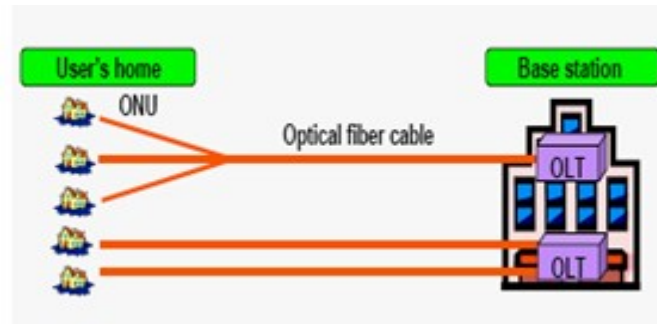 User's home
Base station
ONU
Optical fiber cable
OLT
OLT